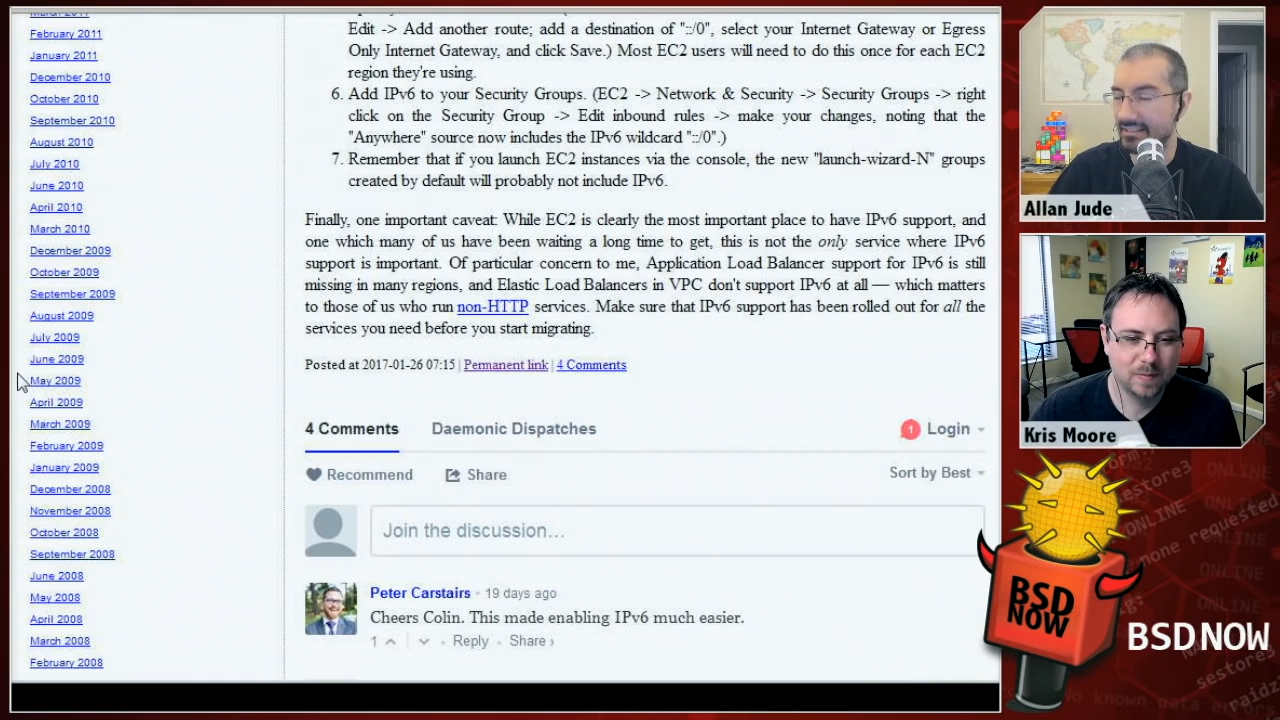 February 2011
January 2011
December 2010
October 2010
September 2010
August 2010
July 2010
June 2010
April 2010
March 2010
December 2009
October 2009
September 2009
August 2009
July 2009
June 2009
May 2009
April 2009
March 2009
February 2009
January 2009
December 2008
November 2008
October 2008
September 2008
June 2008
May 2008
April 2008
March 2008
February 2008
Edit -> Add another route; add a destination of "::/0", select your Internet Gateway or Egress
Only Internet Gateway, and click Save.) Most EC2 users will need to do this once for each EC2
region they're using.
6. Add IPv6 to your Security Groups. (EC2 -> Network & Security -> Security Groups -> right
click on the Security Group -> Edit inbound rules -> make your changes, noting that the
"Anywhere" source now includes the IPv6 wildcard "::/0".)
7. Remember that if you launch EC2 instances via the console, the new "launch-wizard-N" groups
created by default will probably not include IPv6.
Finally, one important caveat: While EC2 is clearly the most important place to have IPv6 support, and
one which many of us have been waiting a long time to get, this is not the only service where IPv6
support is important. Of particular concern to me, Application Load Balancer support for IPv6 is still
missing in many regions, and Elastic Load Balancers in VPC don't support IPv6 at all — which matters
to those of us who run non-HTTP services. Make sure that IPv6 support has been rolled out for all the
services you need before you start migrating.
Posted at 2017-01-26 07:15 | Permanent link | 4 Comments
4 Comments Daemonic Dispatches 1 Login
Recommend Share Sort by Best
Join the discussion...
Peter Carstairs • 19 days ago
Cheers Colin. This made enabling IPv6 much easier.
1 • Reply • Share ›
Allan Jude
Kris Moore
BSD
NOW
BSD NOW